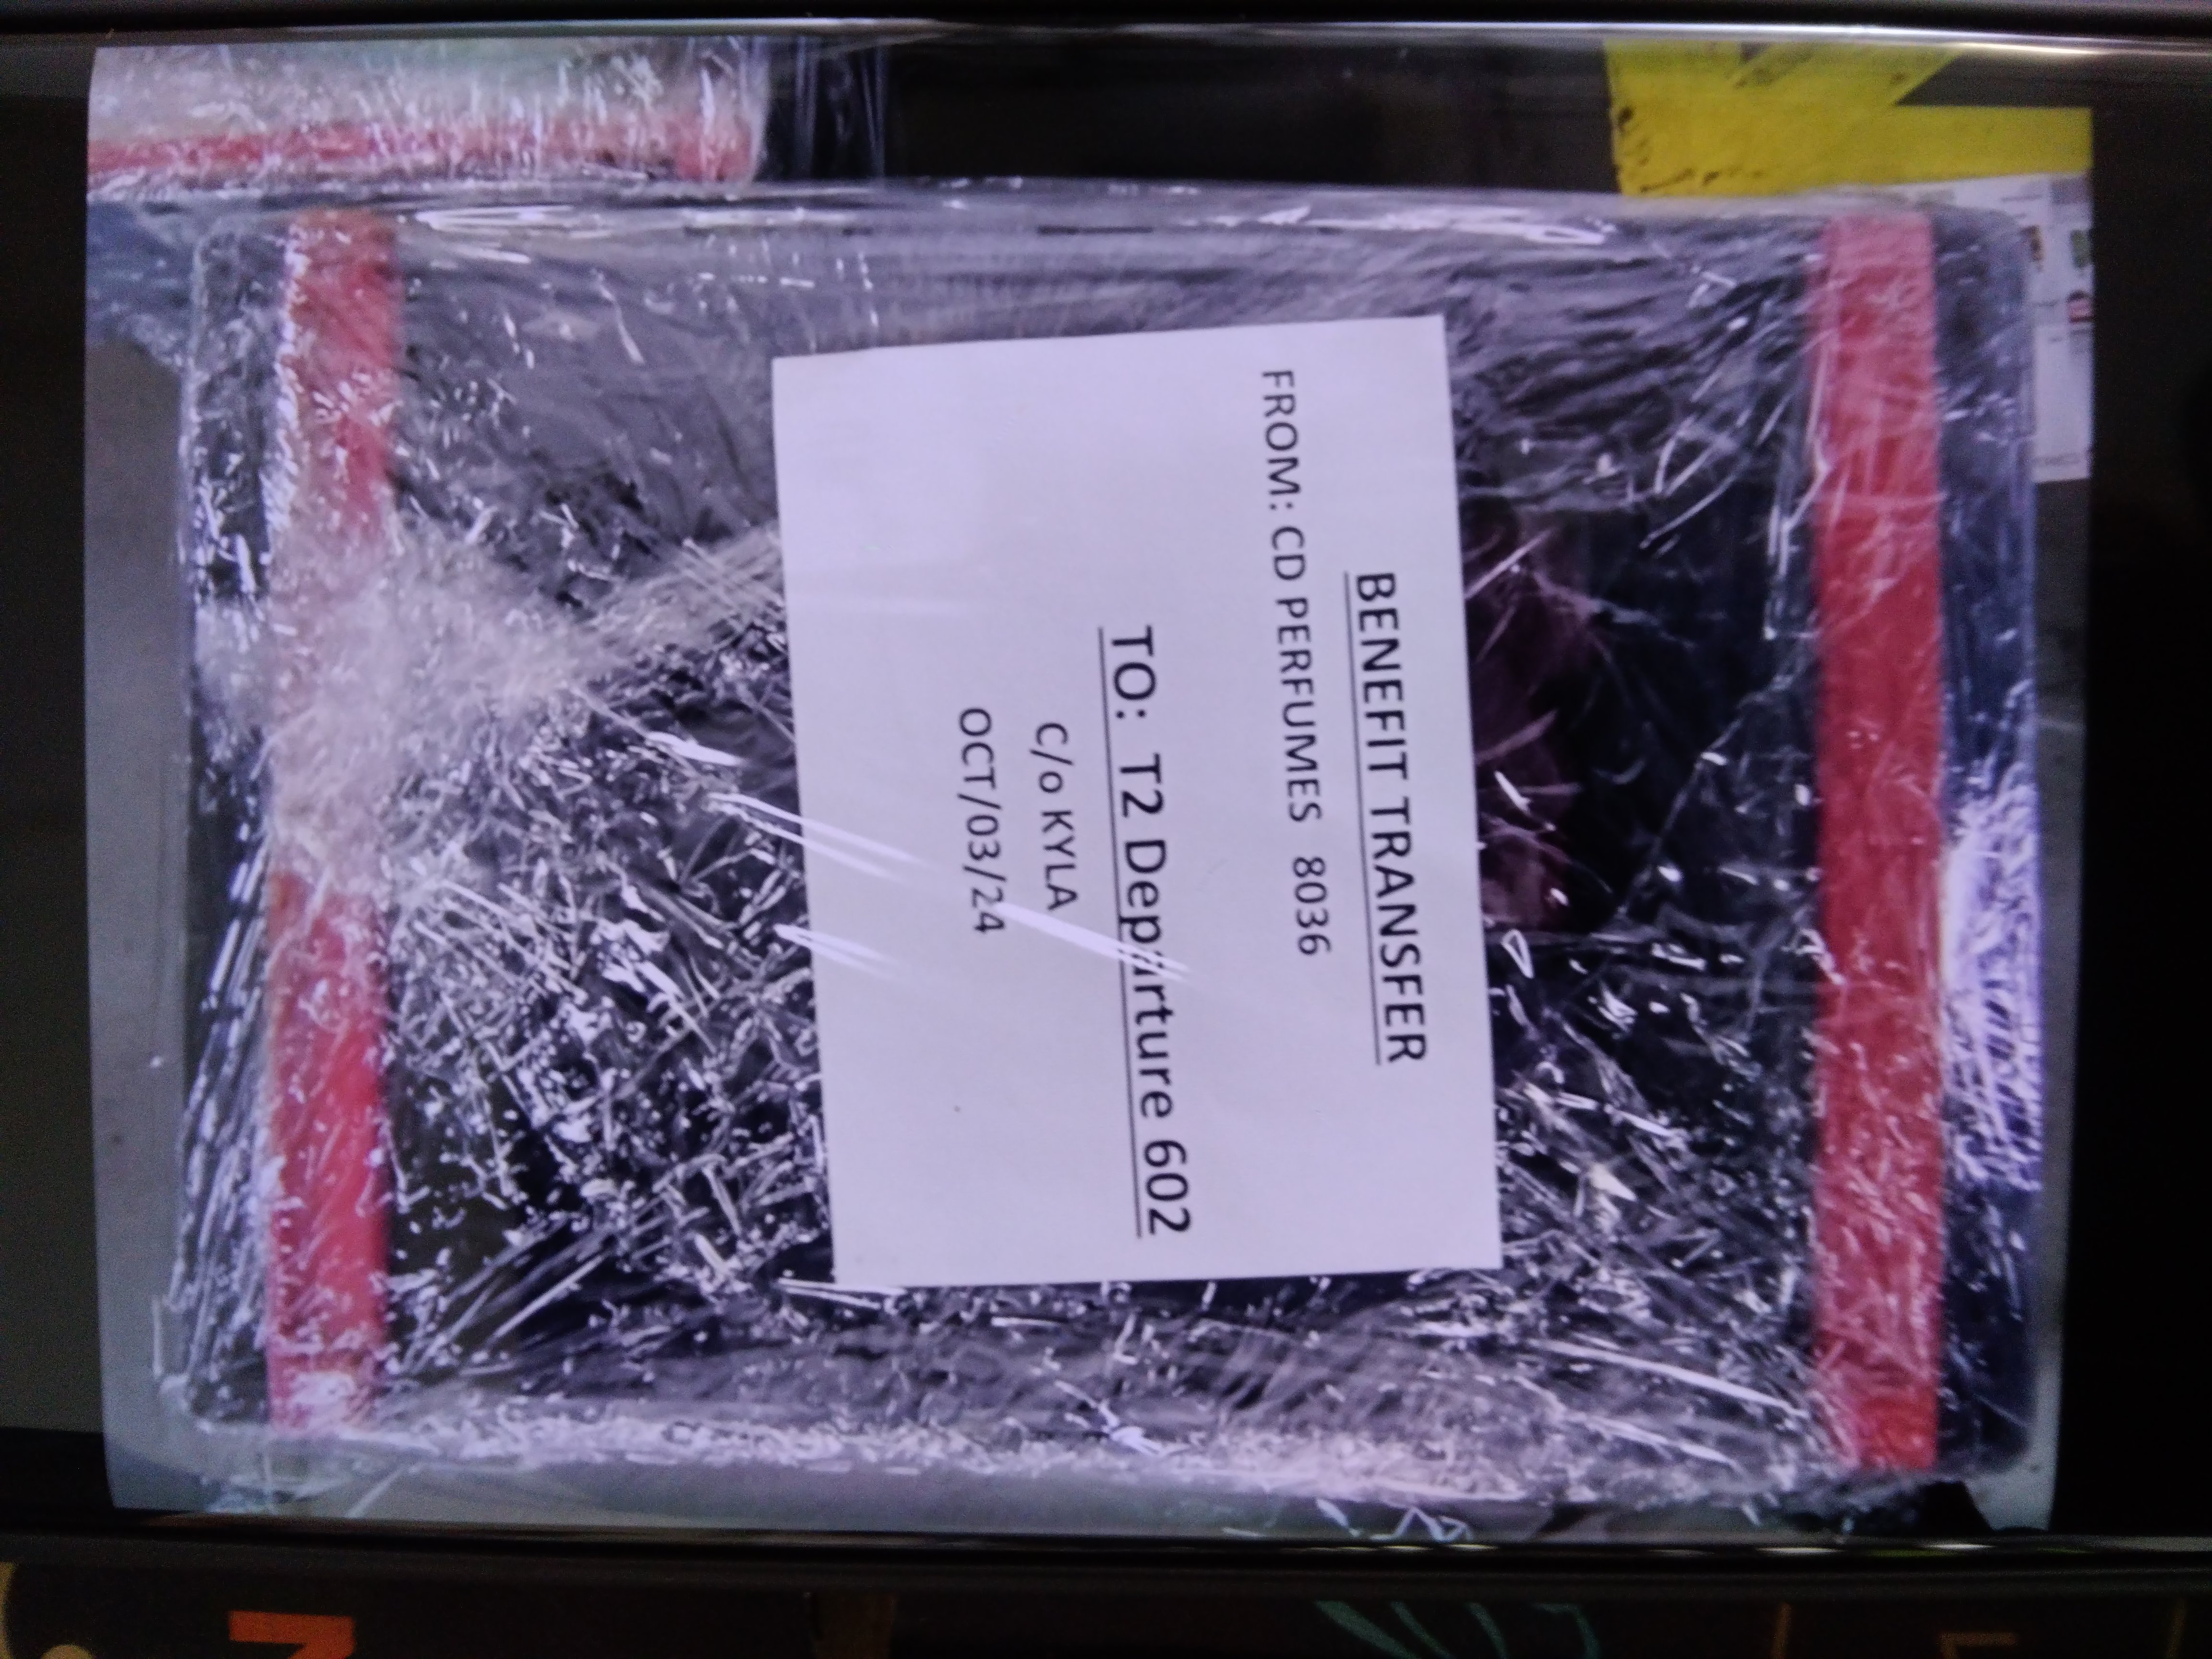 BENEFIT TRANSFER
FROM: CD PERFUMES 8036
TO: T2 Departure 602
C/o KYLA
OCT/03/24